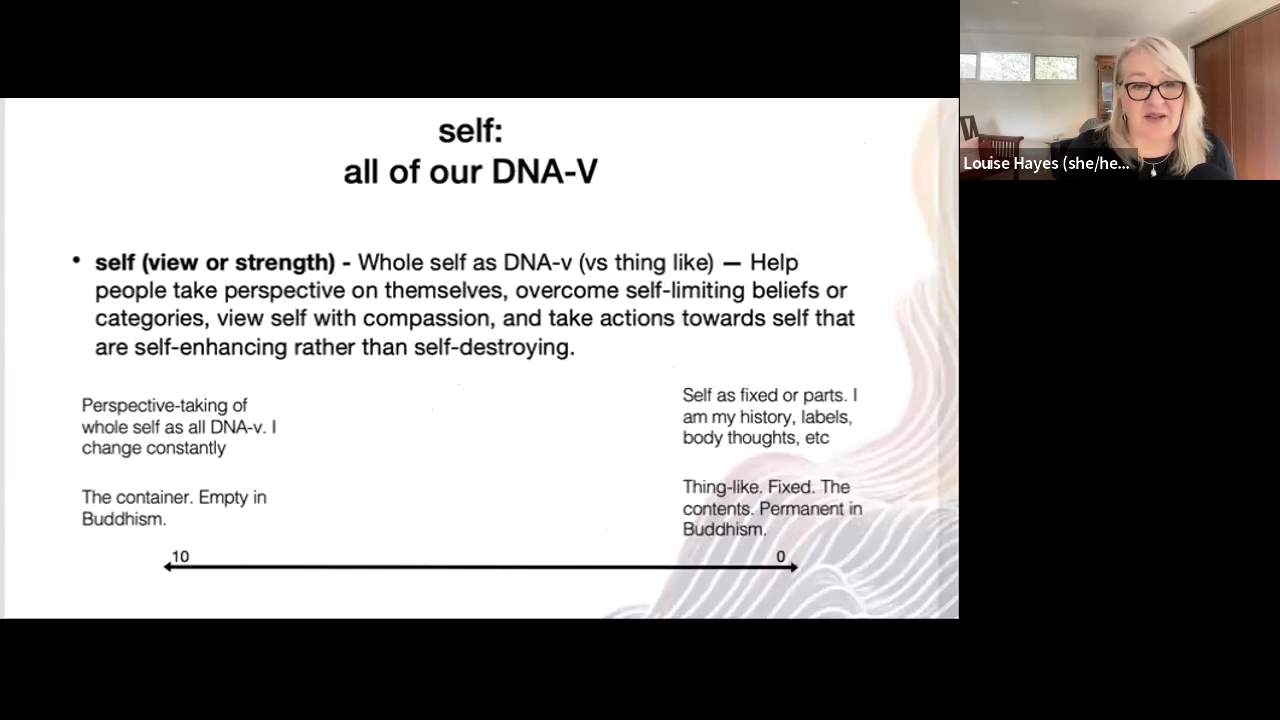 self:
all of our DNA-V
• self (view or strength) - Whole self as DNA-v (vs thing like) — Help
people take perspective on themselves, overcome self-limiting beliefs or
categories, view self with compassion, and take actions towards self that
are self-enhancing rather than self-destroying.
Perspective-taking of
whole self as all DNA-v. I
change constantly
The container. Empty in
Buddhism.
Self as fixed or parts. I
am my history, labels,
body thoughts, etc
Thing-like. Fixed. The
contents. Permanent in
Buddhism.
10
0
Louise Hayes (she/he...